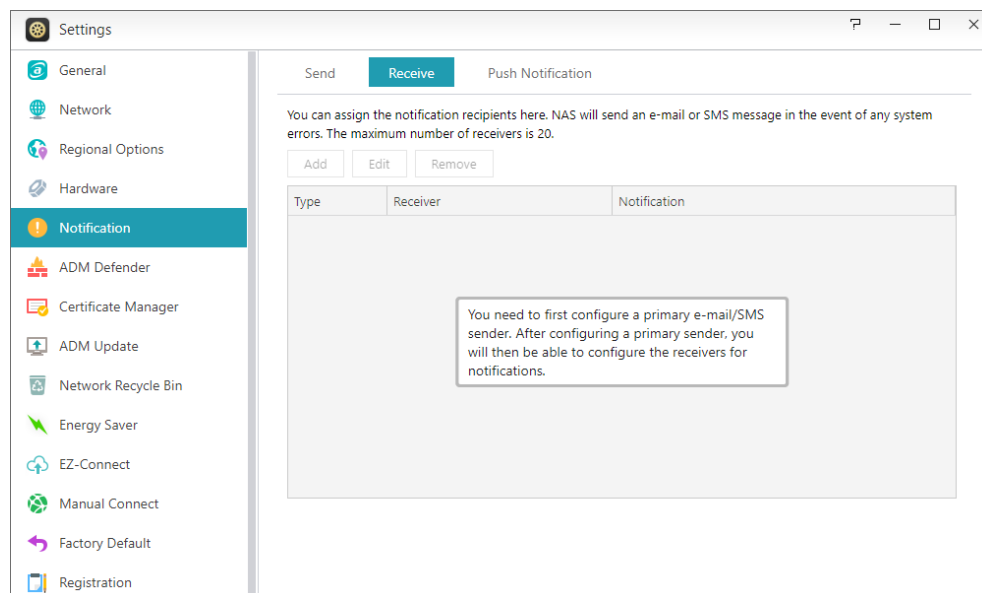 Settings
General
Network
Regional Options
Hardware
Notification
ADM Defender
Certificate Manager
ADM Update
Network Recycle Bin
Energy Saver
EZ-Connect
Manual Connect
Factory Default
Registration
Send Receive Push Notification
You can assign the notification recipients here. NAS will send an e-mail or SMS message in the event of any system
errors. The maximum number of receivers is 20.
Add Edit Remove
Type Receiver Notification
You need to first configure a primary e-mail/SMS
sender. After configuring a primary sender, you
will then be able to configure the receivers for
notifications.